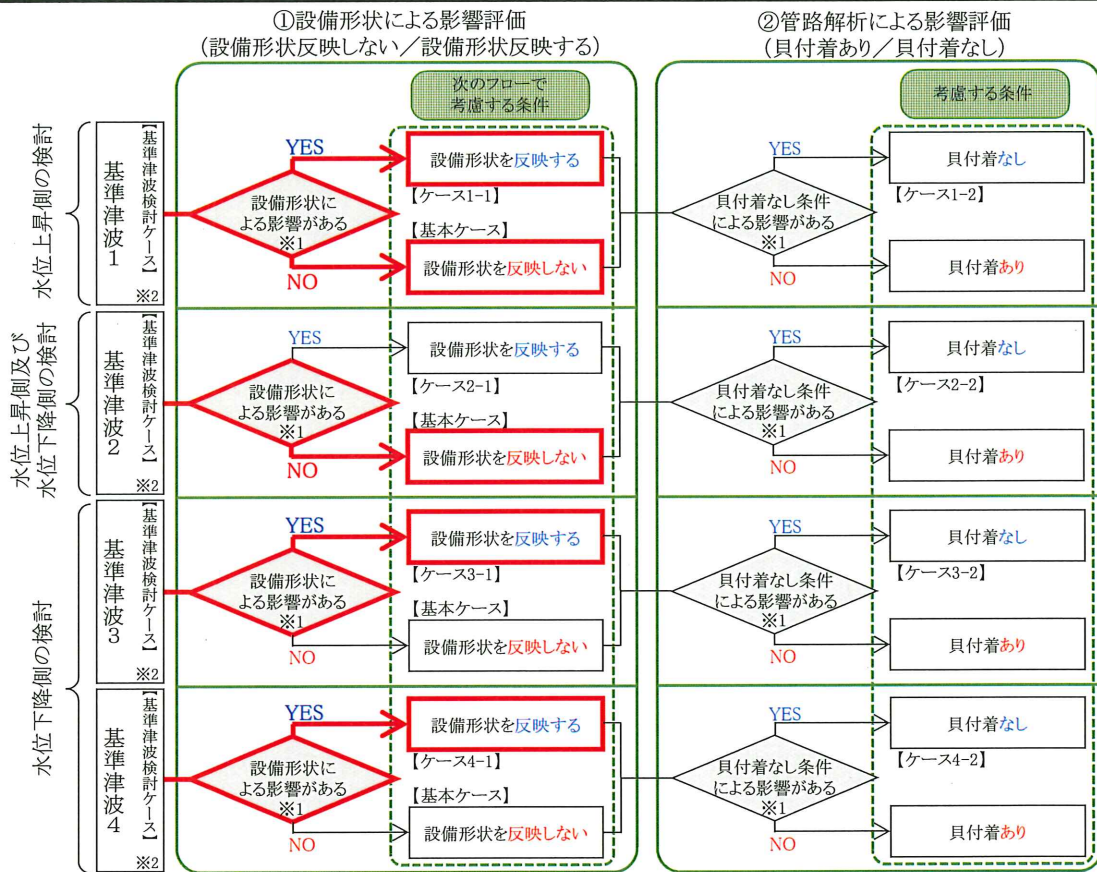 ①設備形状による影響評価
(設備形状反映しない／設備形状反映する)
②管路解析による影響評価
(貝付着あり／貝付着なし)
次のフローで
考慮する条件
考慮する条件
水位上昇側の検討
基準津波1
【基準津波検討ケース】
※2
設備形状に
よる影響がある
※1
YES
設備形状を反映する
【ケース1-1】
【基本ケース】
NO
設備形状を反映しない
貝付着なし条件
による影響がある
※1
YES
貝付着なし
【ケース1-2】
NO
貝付着あり
水位上昇側及び
水位下降側の検討
基準津波2
【基準津波検討ケース】
※2
設備形状に
よる影響がある
※1
YES
設備形状を反映する
【ケース2-1】
【基本ケース】
NO
設備形状を反映しない
貝付着なし条件
による影響がある
※1
YES
貝付着なし
【ケース2-2】
NO
貝付着あり
水位下降側の検討
基準津波3
【基準津波検討ケース】
※2
設備形状に
よる影響がある
※1
YES
設備形状を反映する
【ケース3-1】
【基本ケース】
NO
設備形状を反映しない
貝付着なし条件
による影響がある
※1
YES
貝付着なし
【ケース3-2】
NO
貝付着あり
基準津波4
【基準津波検討ケース】
※2
設備形状に
よる影響がある
※1
YES
設備形状を反映する
【ケース4-1】
【基本ケース】
NO
設備形状を反映しない
貝付着なし条件
による影響がある
※1
YES
貝付着なし
【ケース4-2】
NO
貝付着あり